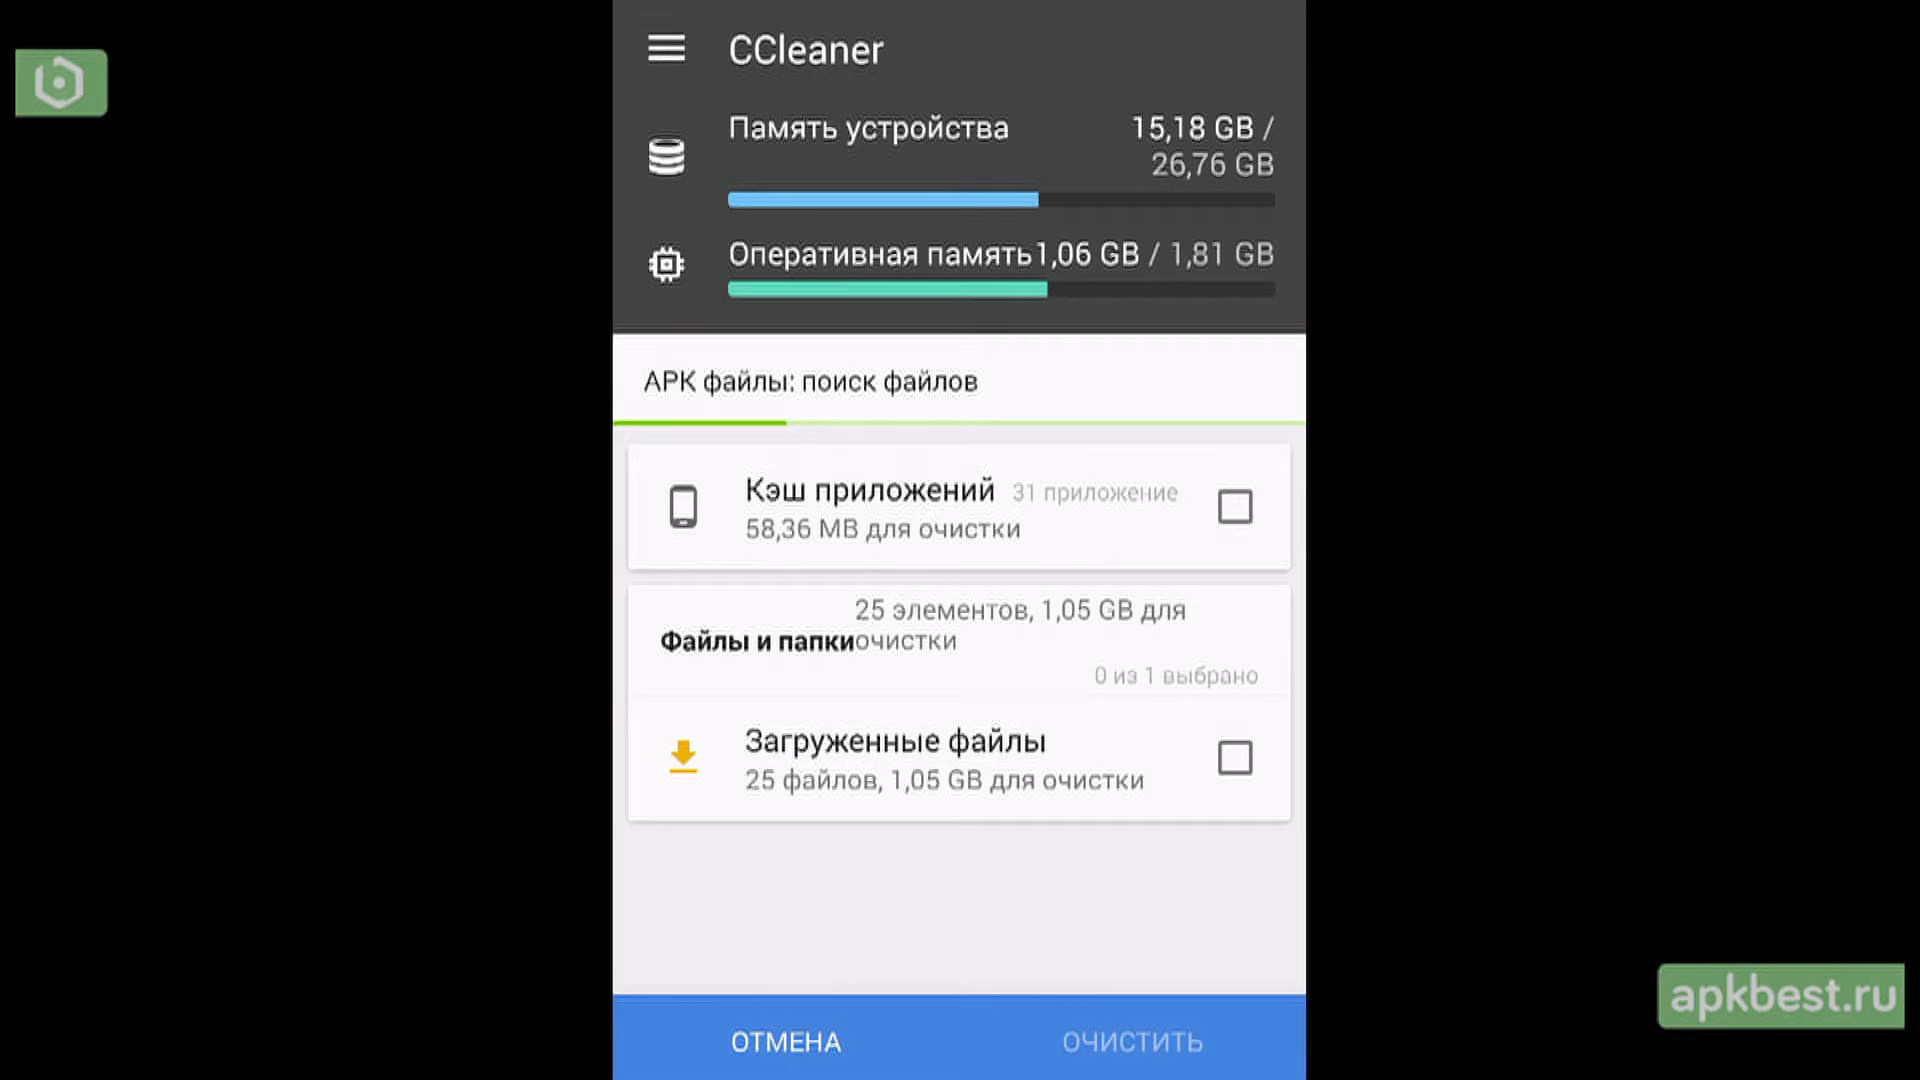 CCleaner
Память устройства 15,18 GB /
26,76 GB
Оперативная память 1,06 GB / 1,81 GB
APK файлы: поиск файлов
Кэш приложений 31 приложение
58,36 MB для очистки
25 элементов, 1,05 GB для
Файлы и папки очистки
0 из 1 выбрано
Загруженные файлы
25 файлов, 1,05 GB для очистки
ОТМЕНА ОЧИСТИТЬ
apkbest.ru